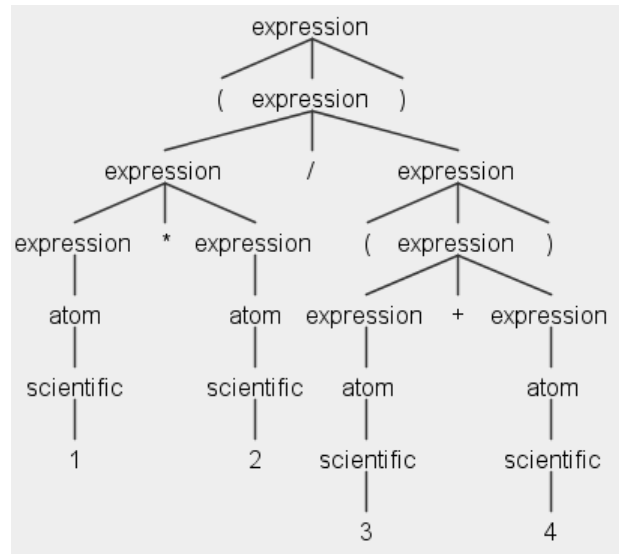 expression
( expression )
expression / expression
expression * expression ( expression )
atom atom expression + expression
scientific scientific atom atom
1 2 scientific scientific
3 4